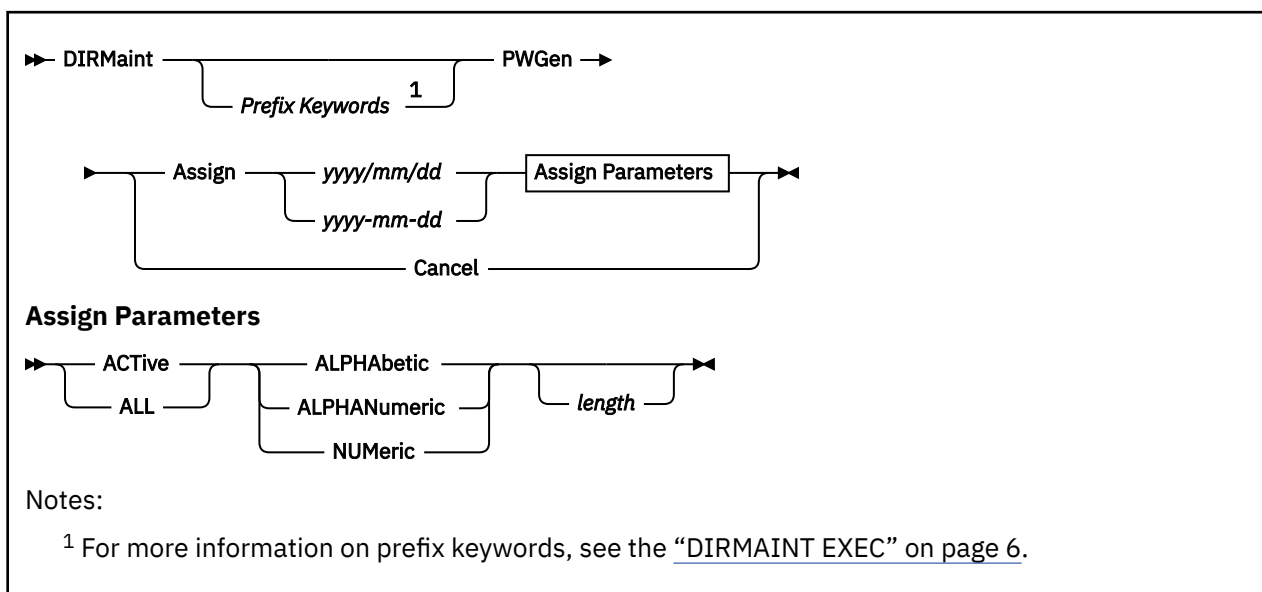 DIRMaint PWGen
Prefix Keywords 1
Assign yyyy/mm/dd Assign Parameters
yyyy-mm-dd
Cancel
Assign Parameters
ACTive ALPHAbetic
ALL ALPHANumeric length
NUMeric
Notes:
1 For more information on prefix keywords, see the “DIRMAINT EXEC” on page 6.